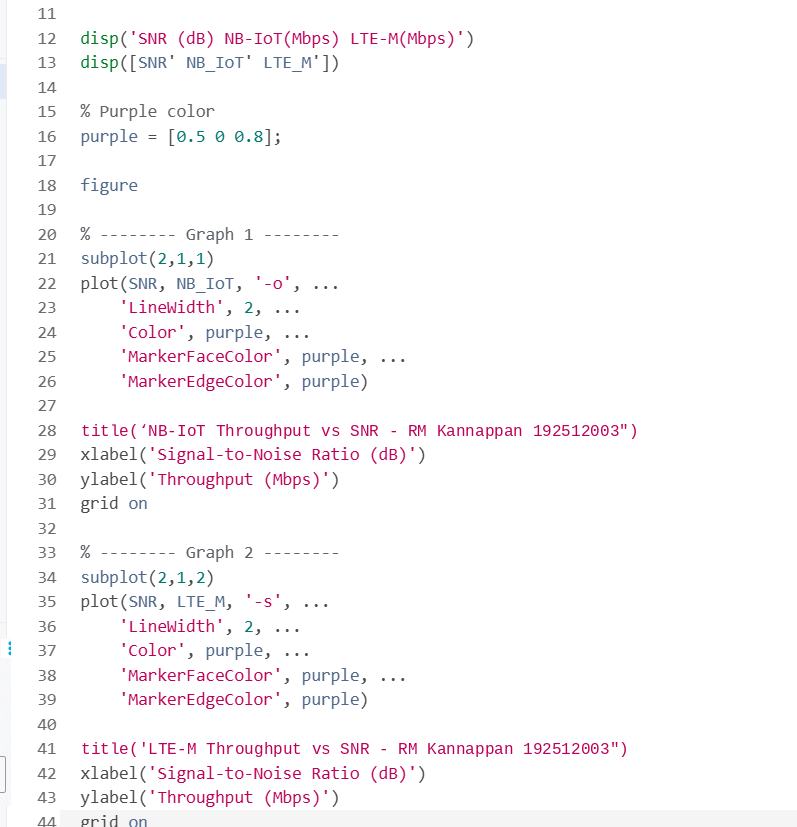 11
12 disp('SNR (dB) NB-IoT(Mbps) LTE-M(Mbps)')
13 disp([SNR' NB_IoT' LTE_M'])
14
15 % Purple color
16 purple = [0.5 0 0.8];
17
18 figure
19
20 % -------- Graph 1 --------
21 subplot(2,1,1)
22 plot(SNR, NB_IoT, '-o', ...
23     'LineWidth', 2, ...
24     'Color', purple, ...
25     'MarkerFaceColor', purple, ...
26     'MarkerEdgeColor', purple)
27
28 title(‘NB-IoT Throughput vs SNR - RM Kannappan 192512003")
29 xlabel('Signal-to-Noise Ratio (dB)')
30 ylabel('Throughput (Mbps)')
31 grid on
32
33 % -------- Graph 2 --------
34 subplot(2,1,2)
35 plot(SNR, LTE_M, '-s', ...
36     'LineWidth', 2, ...
37     'Color', purple, ...
38     'MarkerFaceColor', purple, ...
39     'MarkerEdgeColor', purple)
40
41 title('LTE-M Throughput vs SNR - RM Kannappan 192512003")
42 xlabel('Signal-to-Noise Ratio (dB)')
43 ylabel('Throughput (Mbps)')
44 grid on